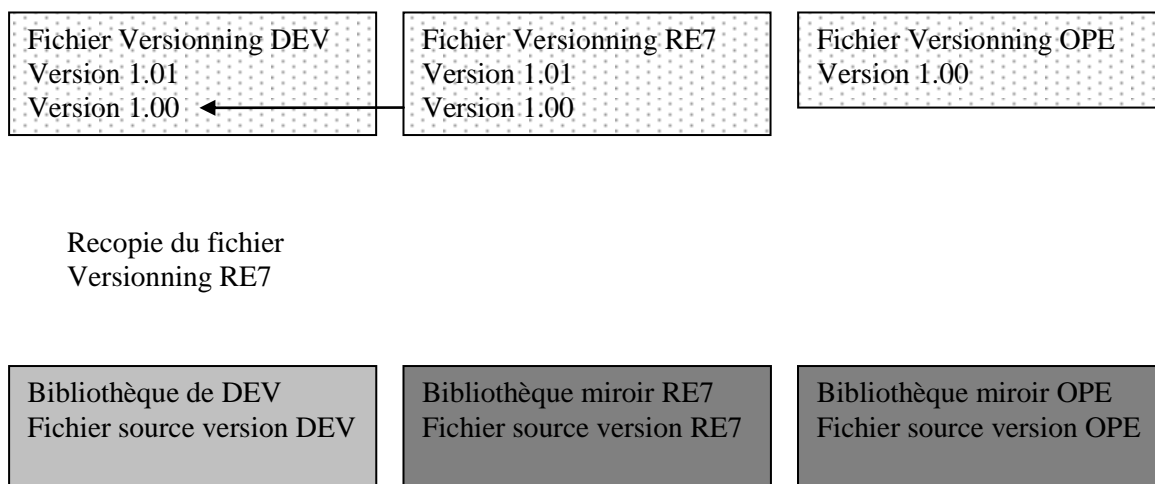 Fichier Versionning DEV
Version 1.01
Version 1.00
Fichier Versionning RE7
Version 1.01
Version 1.00
Fichier Versionning OPE
Version 1.00
Recopie du fichier
Versionning RE7
Bibliothèque de DEV
Fichier source version DEV
Bibliothèque miroir RE7
Fichier source version RE7
Bibliothèque miroir OPE
Fichier source version OPE